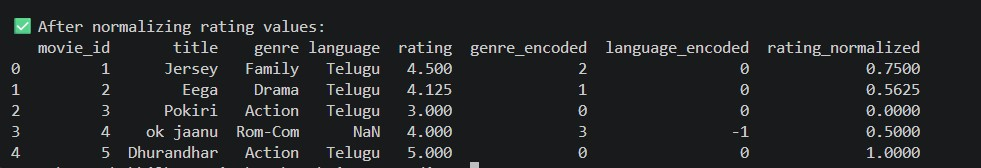 ✅ After normalizing rating values:
movie_id title genre language rating genre_encoded language_encoded rating_normalized
0 1 Jersey Family Telugu 4.500 2 0 0.7500
1 2 Eega Drama Telugu 4.125 1 0 0.5625
2 3 Pokiri Action Telugu 3.000 0 0 0.0000
3 4 ok jaanu Rom-Com NaN 4.000 3 -1 0.5000
4 5 Dhurandhar Action Telugu 5.000 0 0 1.0000